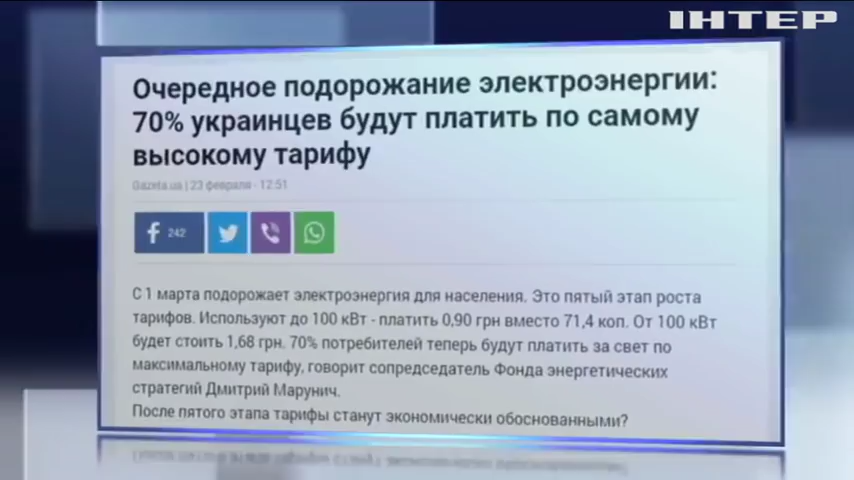 ІНТЕР
Очередное подорожание электроэнергии:
70% украинцев будут платить по самому
высокому тарифу
Gazeta.ua | 23 февраля - 12:51
242
С 1 марта подорожает электроэнергия для населения. Это пятый этап роста
тарифов. Используют до 100 кВт - платить 0,90 грн вместо 71,4 коп. От 100 кВт
будет стоить 1,68 грн. 70% потребителей теперь будут платить за свет по
максимальному тарифу, говорит сопредседатель Фонда энергетических
стратегий Дмитрий Марунич.
После пятого этапа тарифы станут экономически обоснованными?